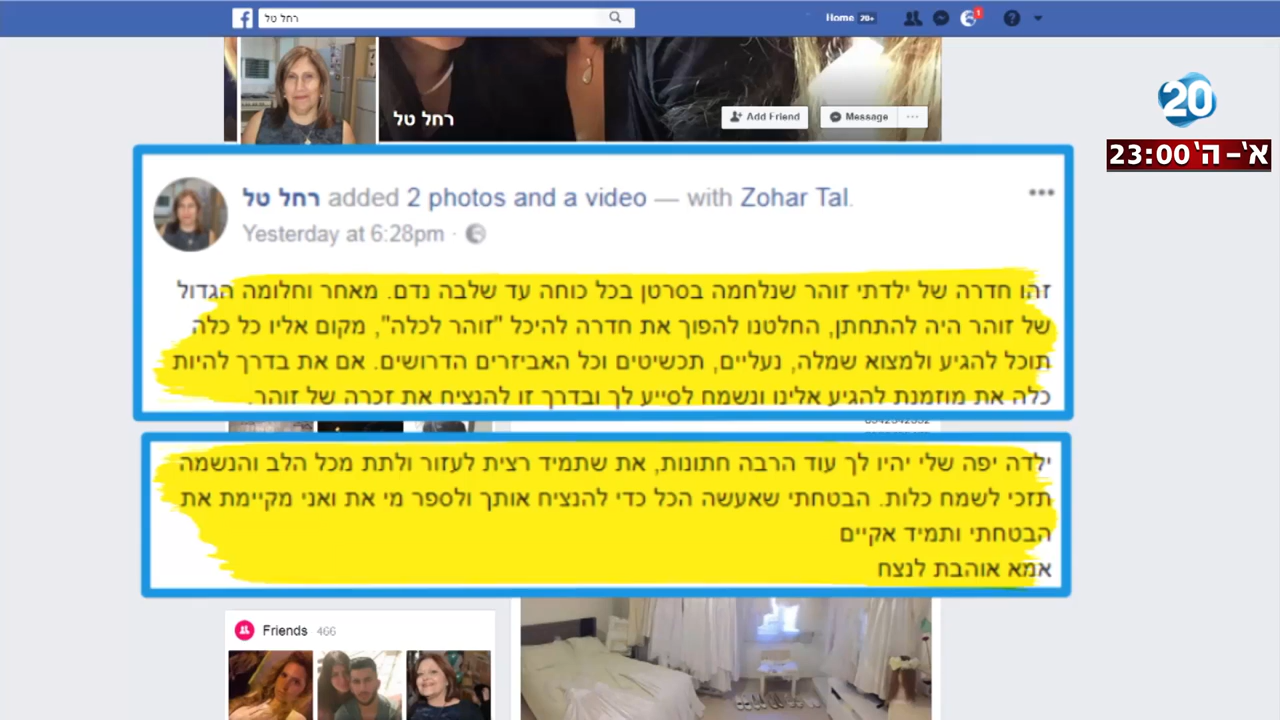 רחל טל
Home 20+
1
רחל טל
Add Friend
Message
20
א'-ה' 23:00
רחל טל added 2 photos and a video — with Zohar Tal.
Yesterday at 6:28pm
זהו חדרה של ילדתי זוהר שנלחמה בסרטן בכל כוחה עד שלבה נדם. מאחר וחלומה הגדול
של זוהר היה להתחתן, החלטנו להפוך את חדרה להיכל "זוהר לכלה", מקום אליו כל כלה
תוכל להגיע ולמצוא שמלה, נעליים, תכשיטים וכל האביזרים הדרושים. אם את בדרך להיות
כלה את מוזמנת להגיע אלינו ונשמח לסייע לך ובדרך זו להנציח את זכרה של זוהר.
ילדה יפה שלי יהיו לך עוד הרבה חתונות, את שתמיד רצית לעזור ולתת מכל הלב והנשמה
תזכי לשמח כלות. הבטחתי שאעשה הכל כדי להנציח אותך ולספר מי את ואני מקיימת את
הבטחתי ותמיד אקיים
אמא אוהבת לנצח
Friends 466